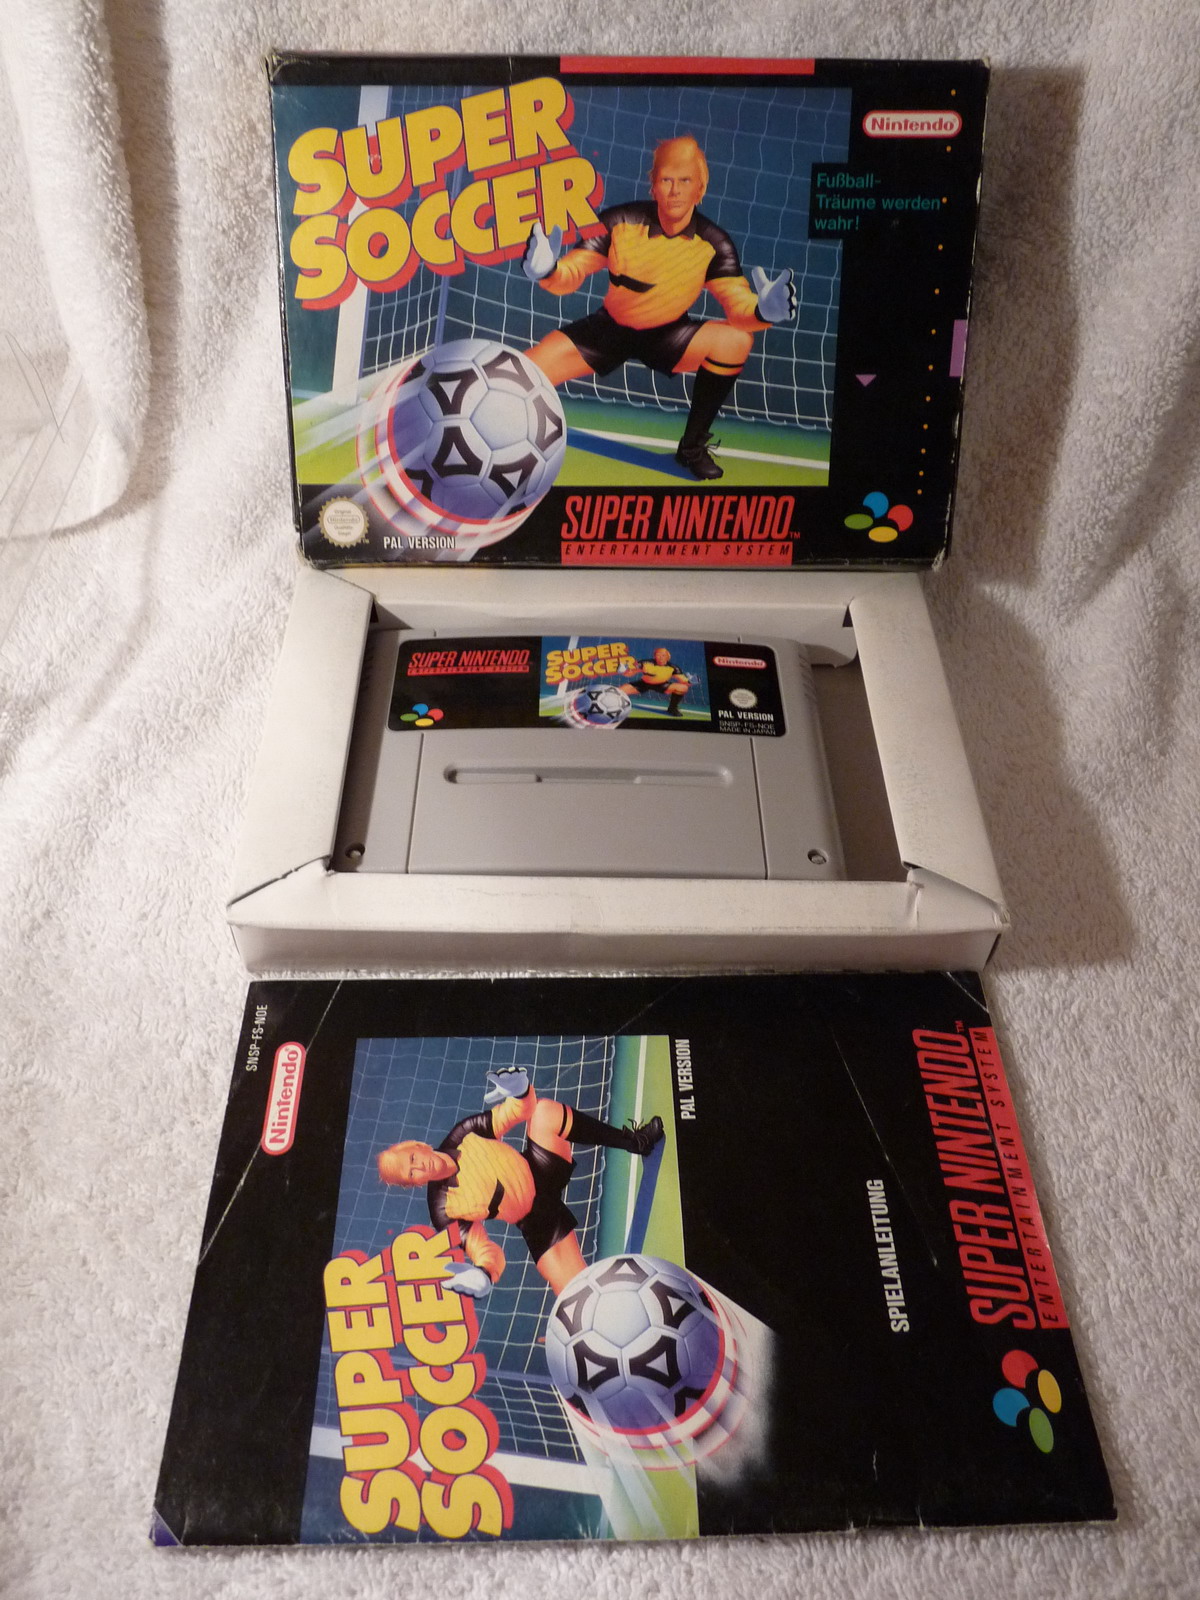 SUPER
SOCCER
Nintendo
Fußball-
Träume werden
wahr!
Nintendo
PAL VERSION
SUPER NINTENDO™
ENTERTAINMENT SYSTEM
SUPER NINTENDO
ENTERTAINMENT SYSTEM
SUPER
SOCCER
Nintendo
PAL VERSION
SNSP-FS-NOE
MADE IN JAPAN
SNSP-FS-NOE
Nintendo
SUPER
SOCCER
PAL VERSION
SPIELANLEITUNG
SUPER NINTENDO™
ENTERTAINMENT SYSTEM